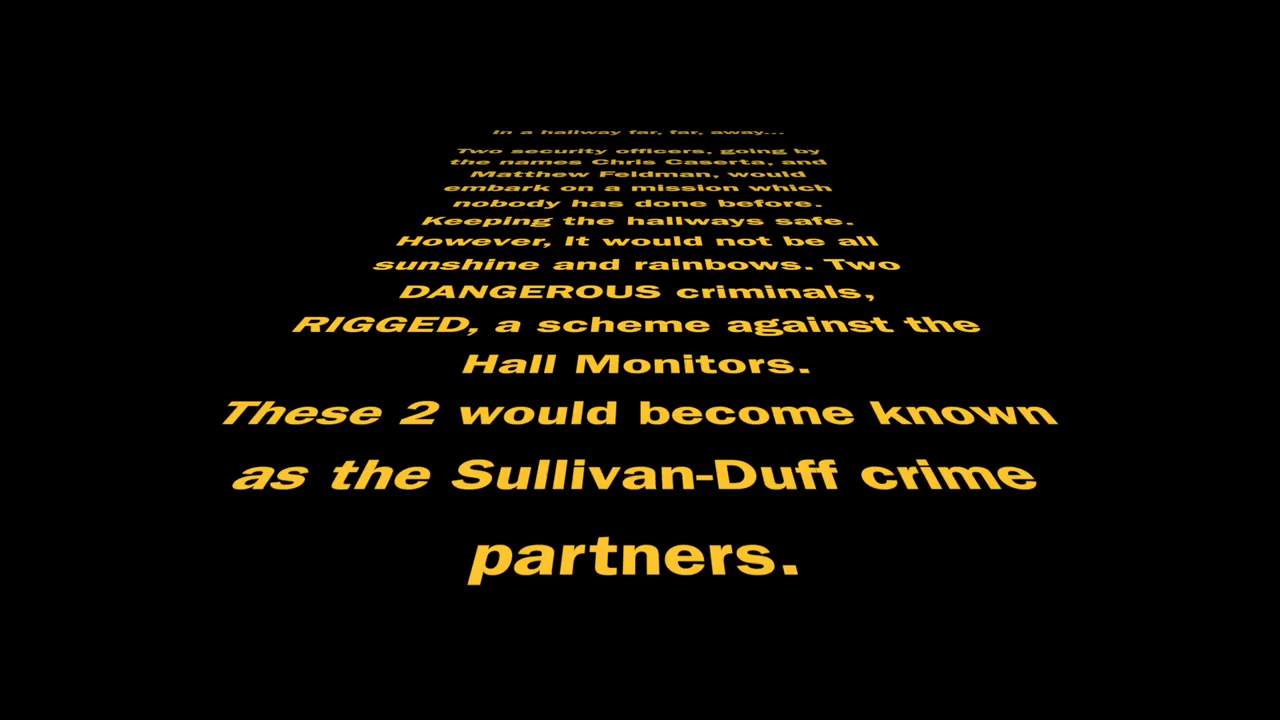 In a hallway far, far, away...
Two security officers, going by
the names Chris Caserta, and
Matthew Feldman, would
embark on a mission which
nobody has done before.
Keeping the hallways safe.
However, It would not be all
sunshine and rainbows. Two
DANGEROUS criminals,
RIGGED, a scheme against the
Hall Monitors.
These 2 would become known
as the Sullivan-Duff crime
partners.